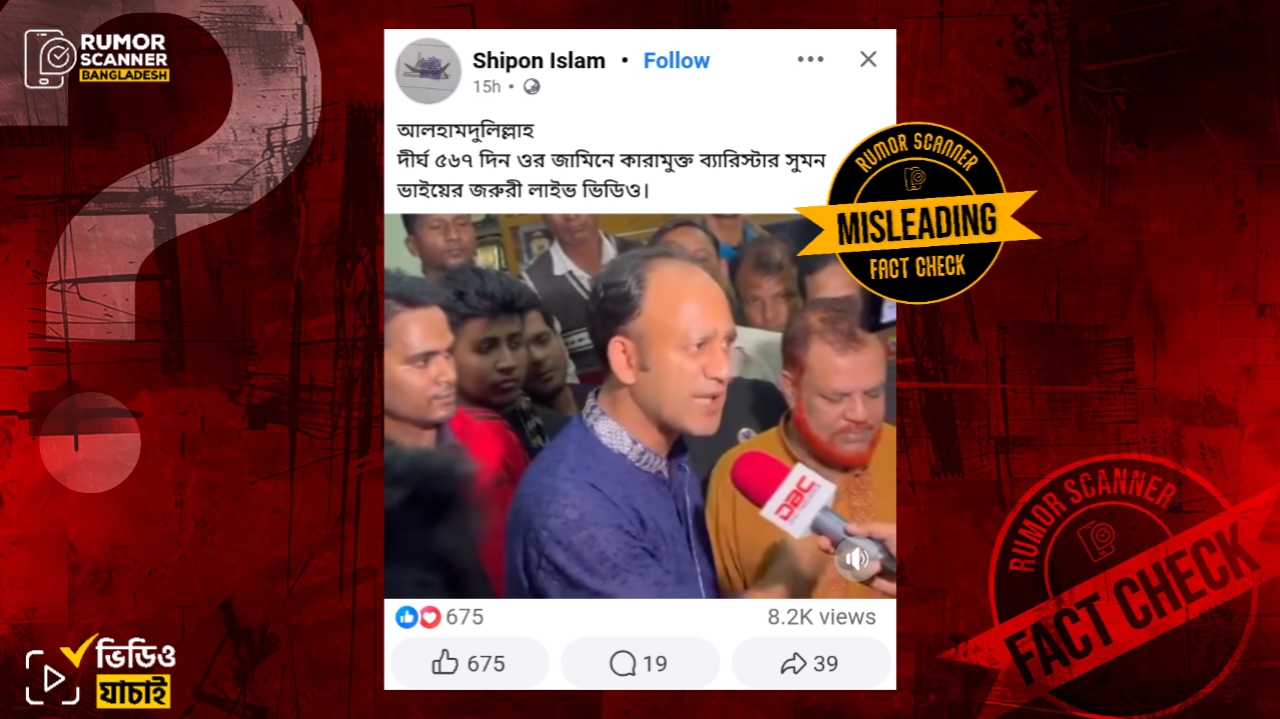 RUMOR
SCANNER
BANGLADESH
Shipon Islam • Follow
15h •
আলহামদুলিল্লাহ
দীর্ঘ ৫৬৭ দিন ওর জামিনে কারামুক্ত ব্যারিস্টার সুমন
ভাইয়ের জরুরী লাইভ ভিডিও।
RUMOR SCANNER
MISLEADING
FACT CHECK
DBC
675
8.2K views
675
19
39
RUMOR SCANNER
FACT CHECK
ভিডিও
যাচাই